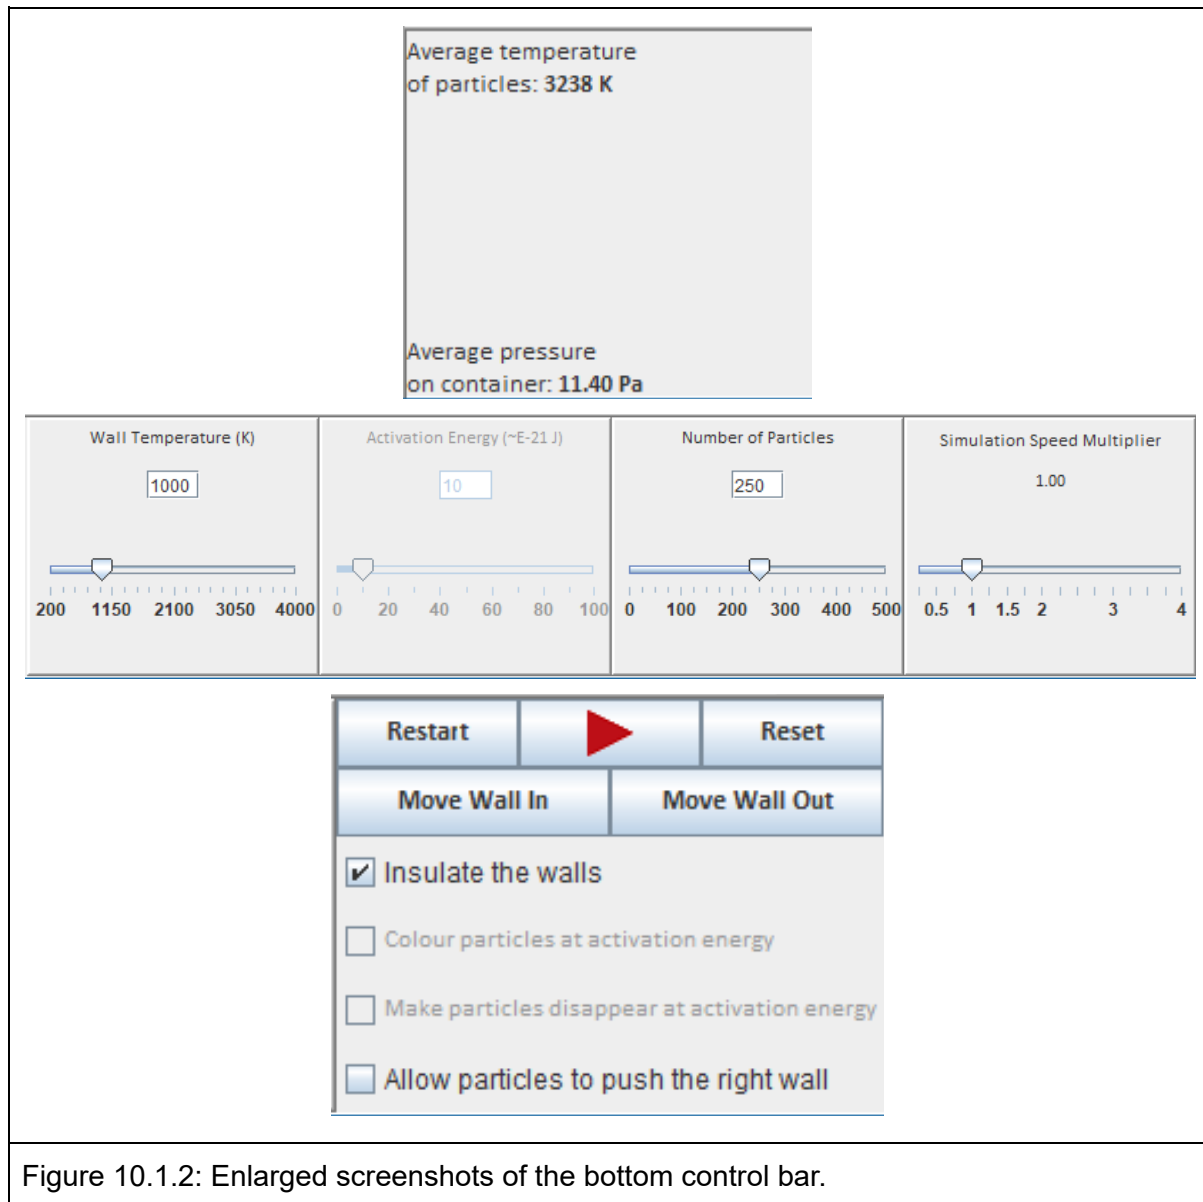 Average temperature
of particles: 3238 K
Average pressure
on container: 11.40 Pa
Wall Temperature (K)
1000
200 1150 2100 3050 4000
Activation Energy (~E-21 J)
10
0 20 40 60 80 100
Number of Particles
250
0 100 200 300 400 500
Simulation Speed Multiplier
1.00
0.5 1 1.5 2 3 4
Restart Reset
Move Wall In Move Wall Out
Insulate the walls
Colour particles at activation energy
Make particles disappear at activation energy
Allow particles to push the right wall
Figure 10.1.2: Enlarged screenshots of the bottom control bar.